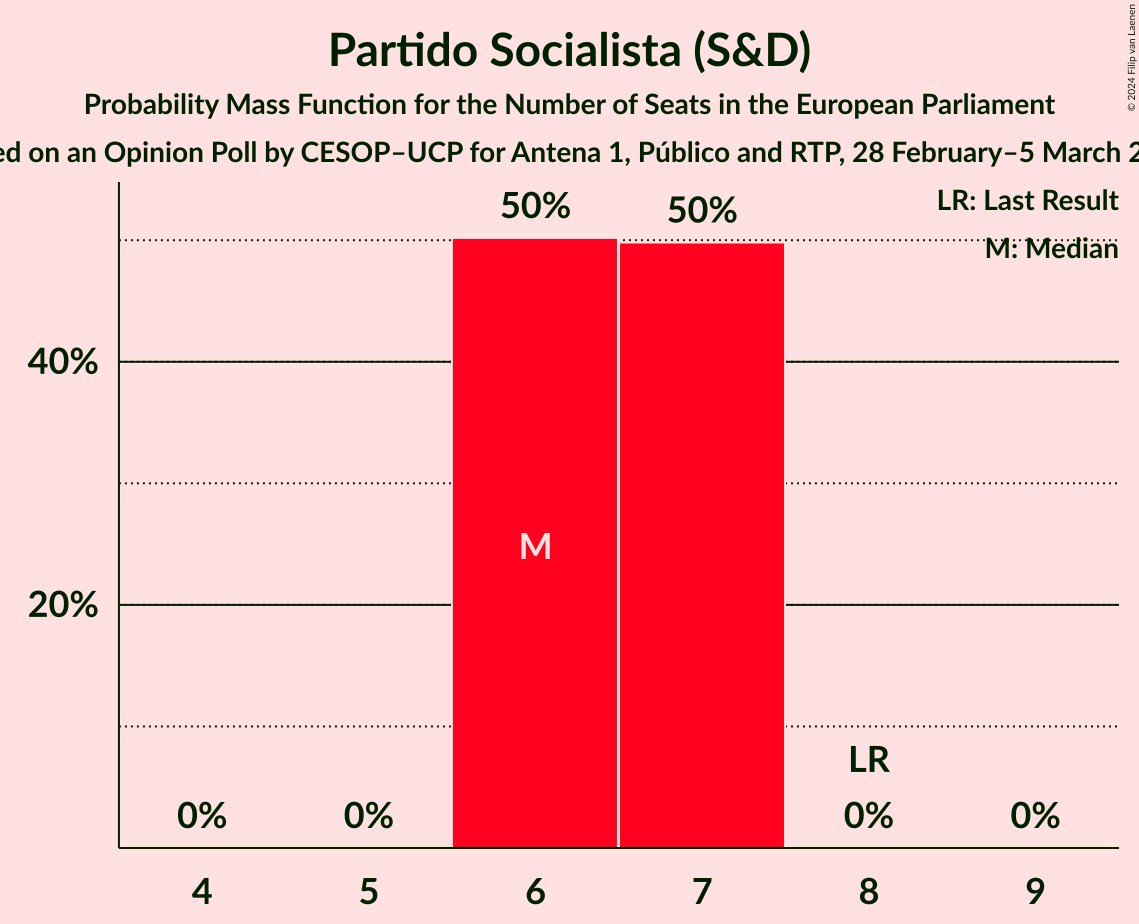 Partido Socialista (S&D)
Probability Mass Function for the Number of Seats in the European Parliament
on an Opinion Poll by CESOP–UCP for Antena 1, Público and RTP, 28 February–5 March
© 2024 Filip van Laenen
LR: Last Result
M: Median
50%
50%
40%
20%
M
LR
0%
0%
0%
0%
4
5
6
7
8
9